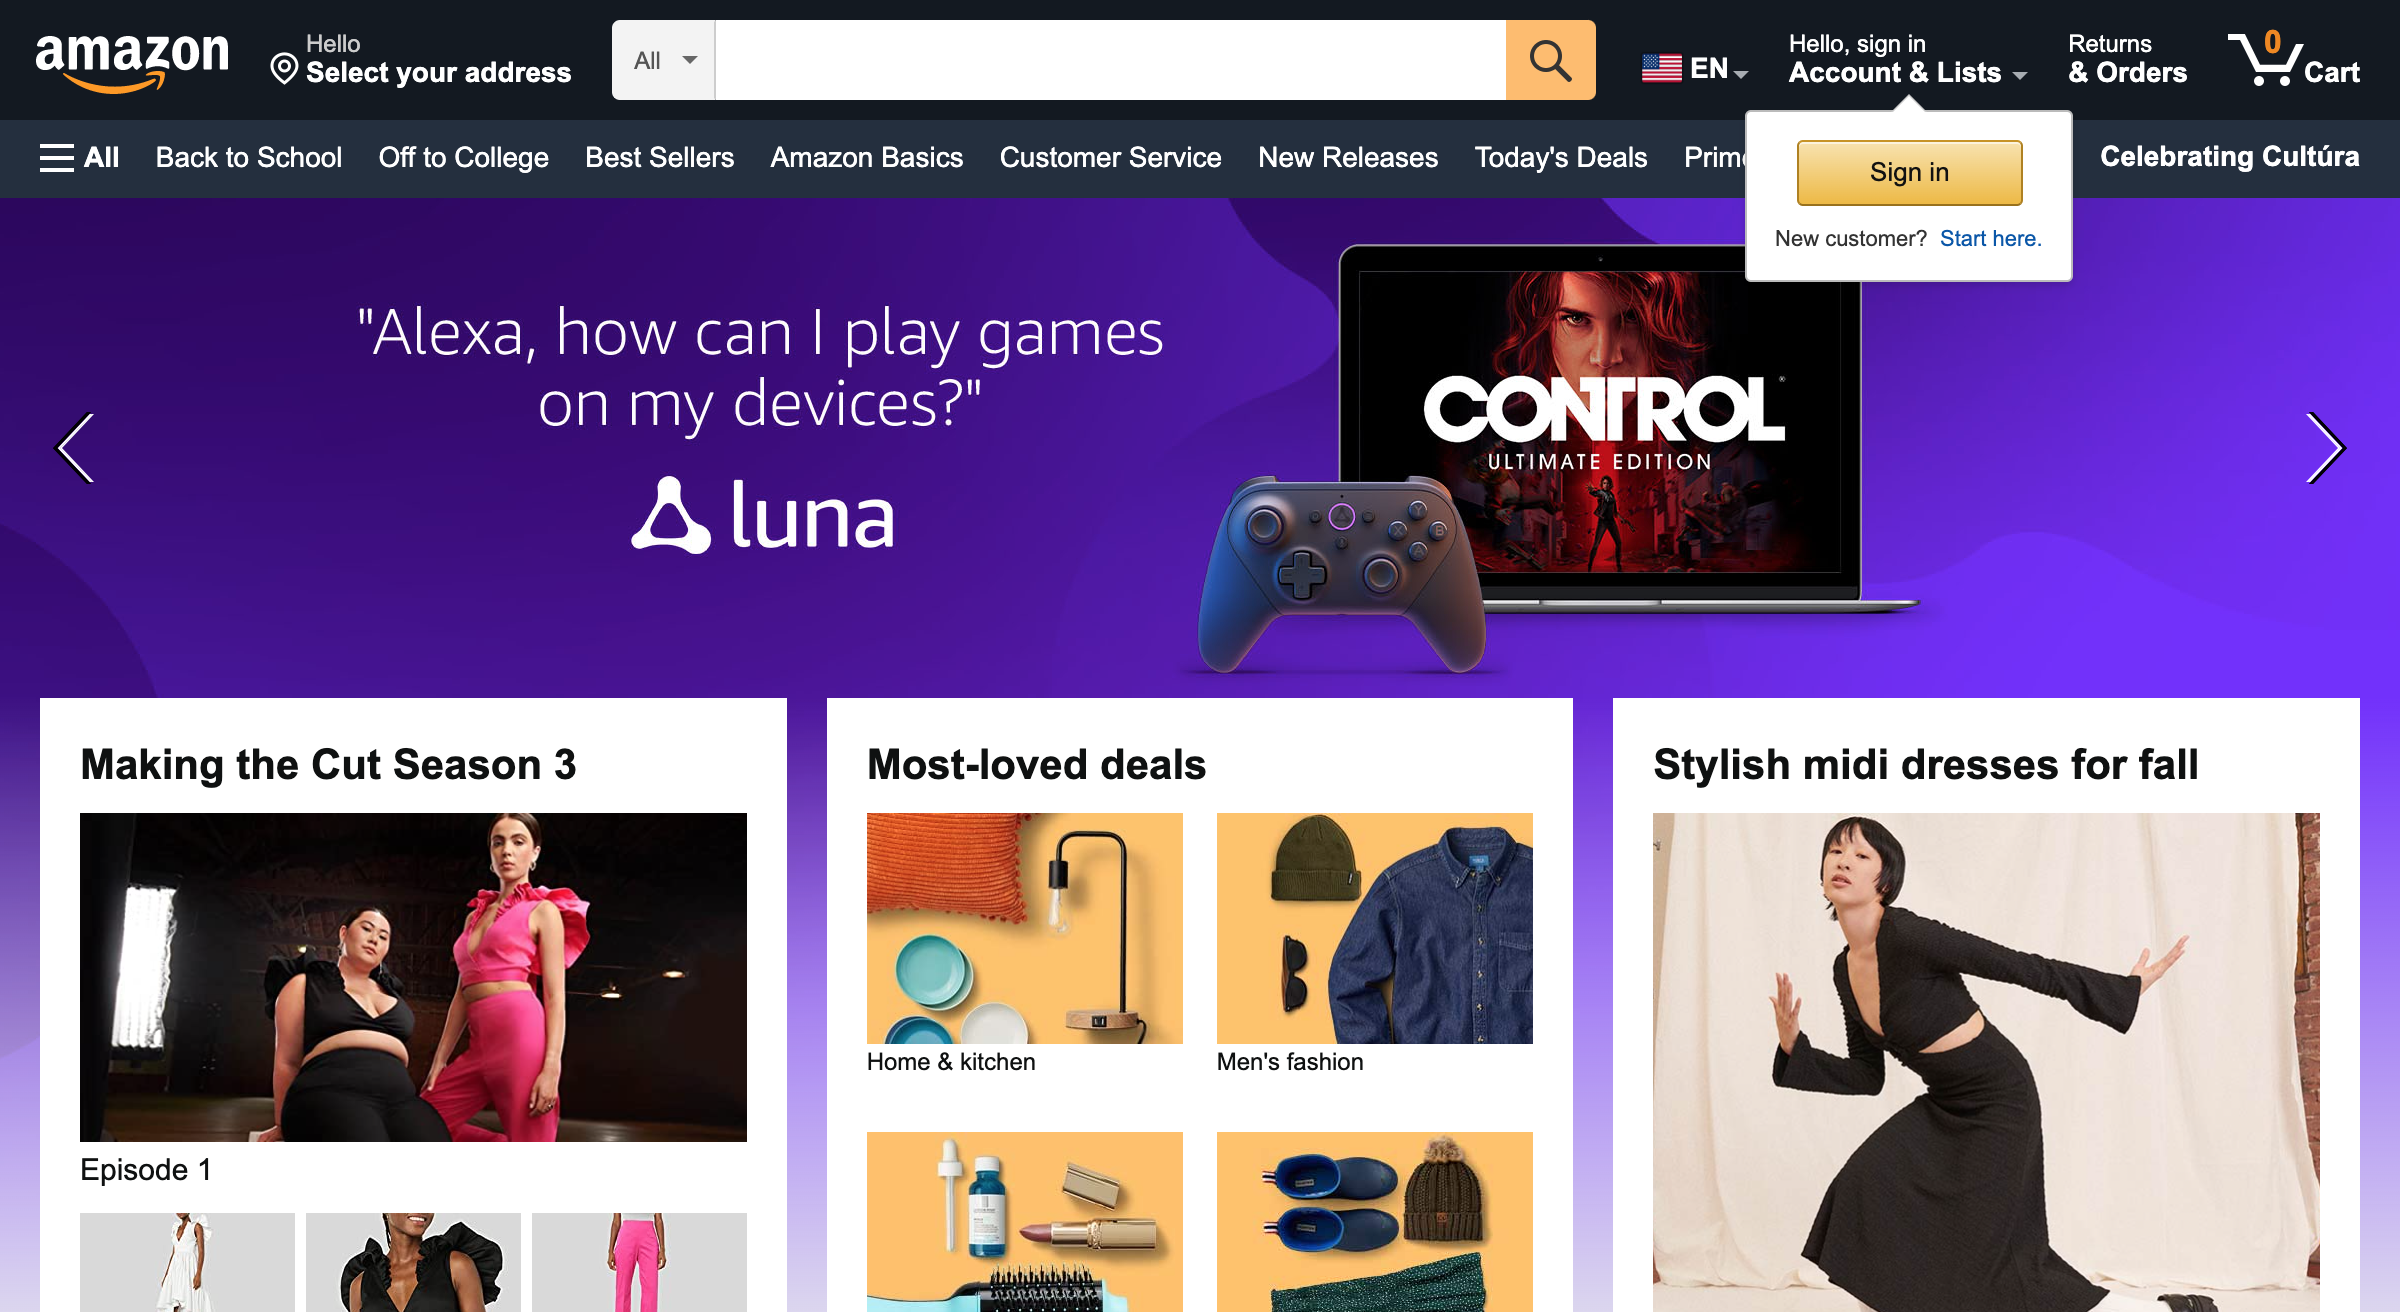 amazon
Hello
Select your address
All
EN
Hello, sign in
Account & Lists
Returns
& Orders
0
Cart
All
Back to School
Off to College
Best Sellers
Amazon Basics
Customer Service
New Releases
Today's Deals
Prim
Celebrating Cultúra
Sign in
New customer? Start here.
"Alexa, how can I play games
on my devices?"
luna
CONTROL
ULTIMATE EDITION
Y
X
B
A
Making the Cut Season 3
Episode 1
Most-loved deals
Home & kitchen
Men's fashion
Stylish midi dresses for fall